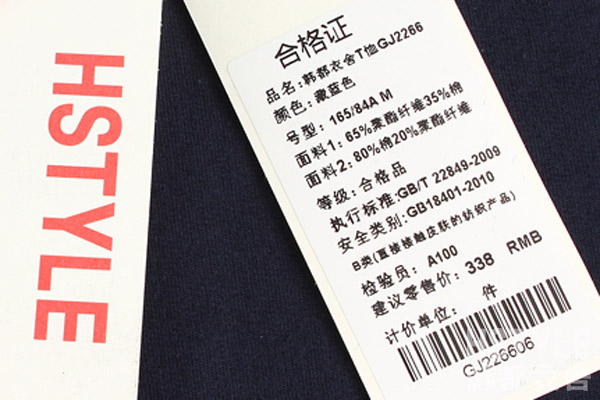 HSTYLE
合格证
品名:韩都衣舍T恤GJ2266
颜色:藏蓝色
号型:165/84A M
面料1:65%聚酯纤维35%棉
面料2:80%棉20%聚酯纤维
等级:合格品
执行标准:GB/T 22849-2009
安全类别:GB18401-2010
B类(直接接触皮肤的纺织产品)
检验员: A100
建议零售价: 338 RMB
计价单位: 件
GJ226606